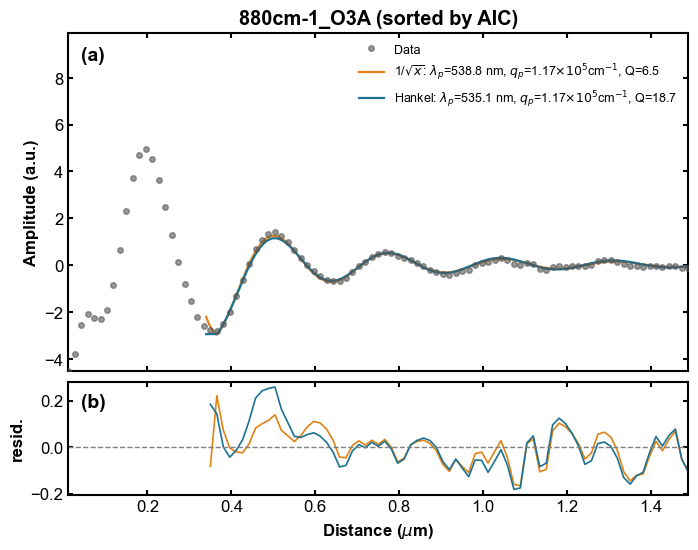 880cm-1_O3A (sorted by AIC)
(a)
Data
1/√x: λp=538.8 nm, qp=1.17×10⁵cm⁻¹, Q=6.5
Hankel: λp=535.1 nm, qp=1.17×10⁵cm⁻¹, Q=18.7
Amplitude (a.u.)
8
6
4
2
0
−2
−4
(b)
resid.
0.2
0.0
−0.2
0.2 0.4 0.6 0.8 1.0 1.2 1.4
Distance (μm)